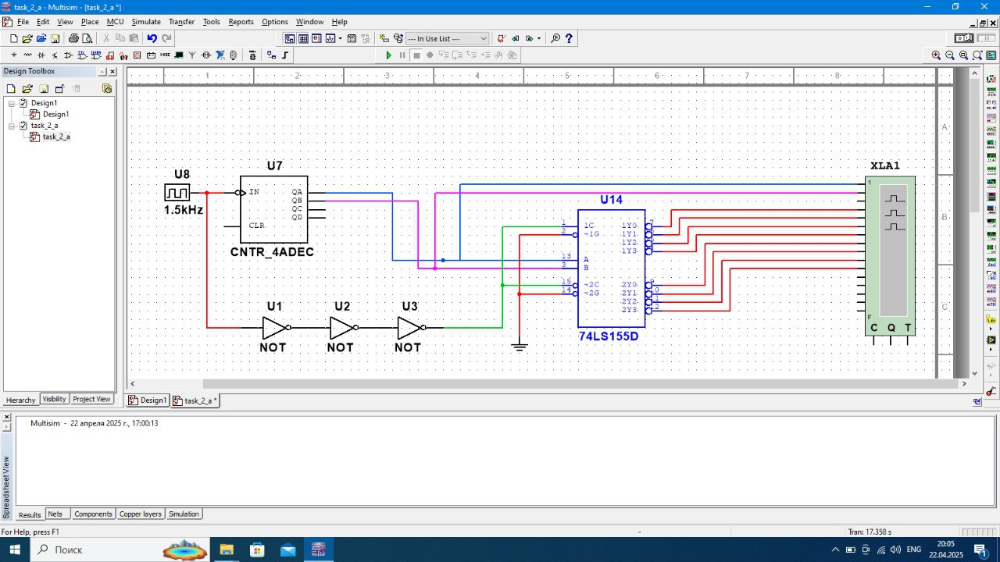 task_2_a - Multisim - [task_2_a *]
File Edit View Place MCU Simulate Transfer Tools Reports Options Window Help
--- In Use List ---
Design Toolbox
Design1
Design1
task_2_a
task_2_a
Hierarchy Visibility Project View
1 2 3 4 5 6 7 8
A
B
C
U8
1.5kHz
U7
IN QA
QB
QC
QD
CLR
CNTR_4ADEC
U1 U2 U3
NOT NOT NOT
U14
1 1C 1Y0 7
2 ~1G 1Y1
1Y2
1Y3
13 A
3 B
15 ~2C 2Y0 9
14 ~2G 2Y1
2Y2
2Y3
74LS155D
XLA1
1
F
C Q T
Design1 task_2_a *
Multisim - 22 апреля 2025 г., 17:00:13
Spreadsheet View
Results Nets Components Copper layers Simulation
For Help, press F1
- Tran: 17.358 s
Поиск
ENG
20:05
22.04.2025